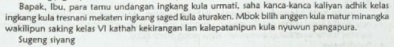 Bapak, Ibu, para tamu undangan ingkang kula urmati, saha kanca-kanca kaliyan adhik kelas
ingkang kula tresnani mekaten ingkang saged kula aturaken. Mbok bilih anggen kula matur minangka
wakilipun saking kelas VI kathah kekirangan lan kalepatanipun kula nyuwun pangapura.
Sugeng siyang